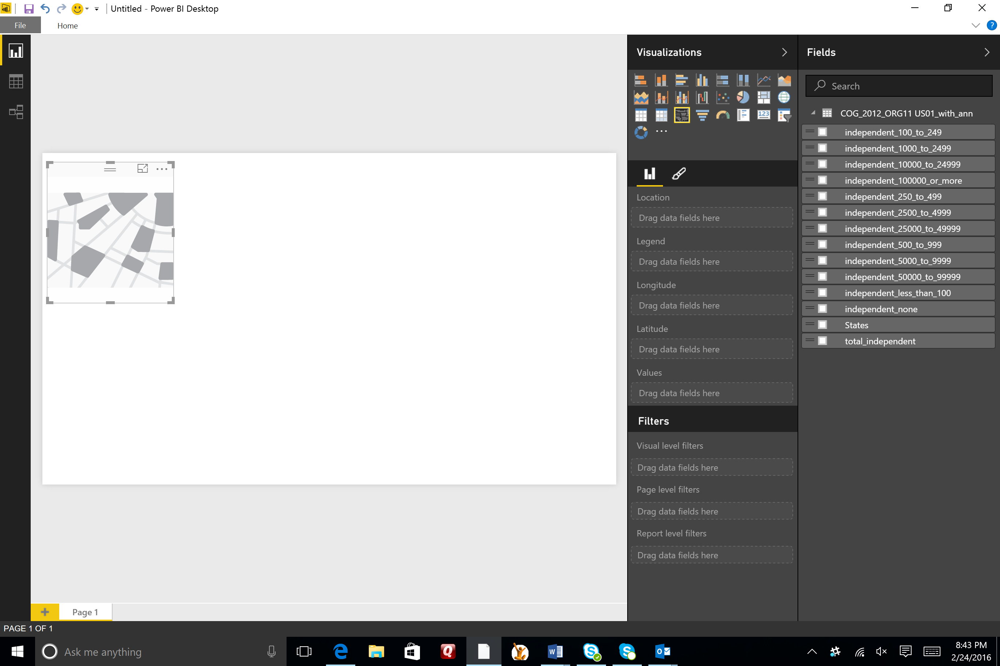 Untitled - Power BI Desktop
File
Home
?
Visualizations
Fields
Search
COG_2012_ORG11 US01_with_ann
independent_100_to_249
independent_1000_to_2499
independent_10000_to_24999
independent_100000_or_more
independent_250_to_499
independent_2500_to_4999
independent_25000_to_49999
independent_500_to_999
independent_5000_to_9999
independent_50000_to_99999
independent_less_than_100
independent_none
States
total_independent
123
Location
Drag data fields here
Legend
Drag data fields here
Longitude
Drag data fields here
Latitude
Drag data fields here
Values
Drag data fields here
Filters
Visual level filters
Drag data fields here
Page level filters
Drag data fields here
Report level filters
Drag data fields here
Page 1
PAGE 1 OF 1
Ask me anything
8:43 PM
2/24/2016